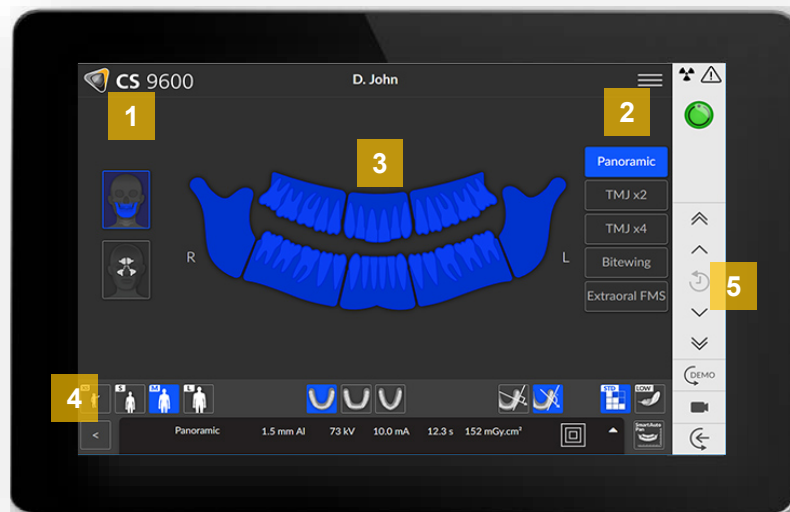 CS 9600
D. John
1
2
3
Panoramic
TMJ x2
TMJ x4
Bitewing
Extraoral FMS
R
L
5
DEMO
4
S
M
L
STD
LOW
<
Panoramic 1.5 mm Al 73 kV 10.0 mA 12.3 s 152 mGy.cm²
SmartAuto
Pan